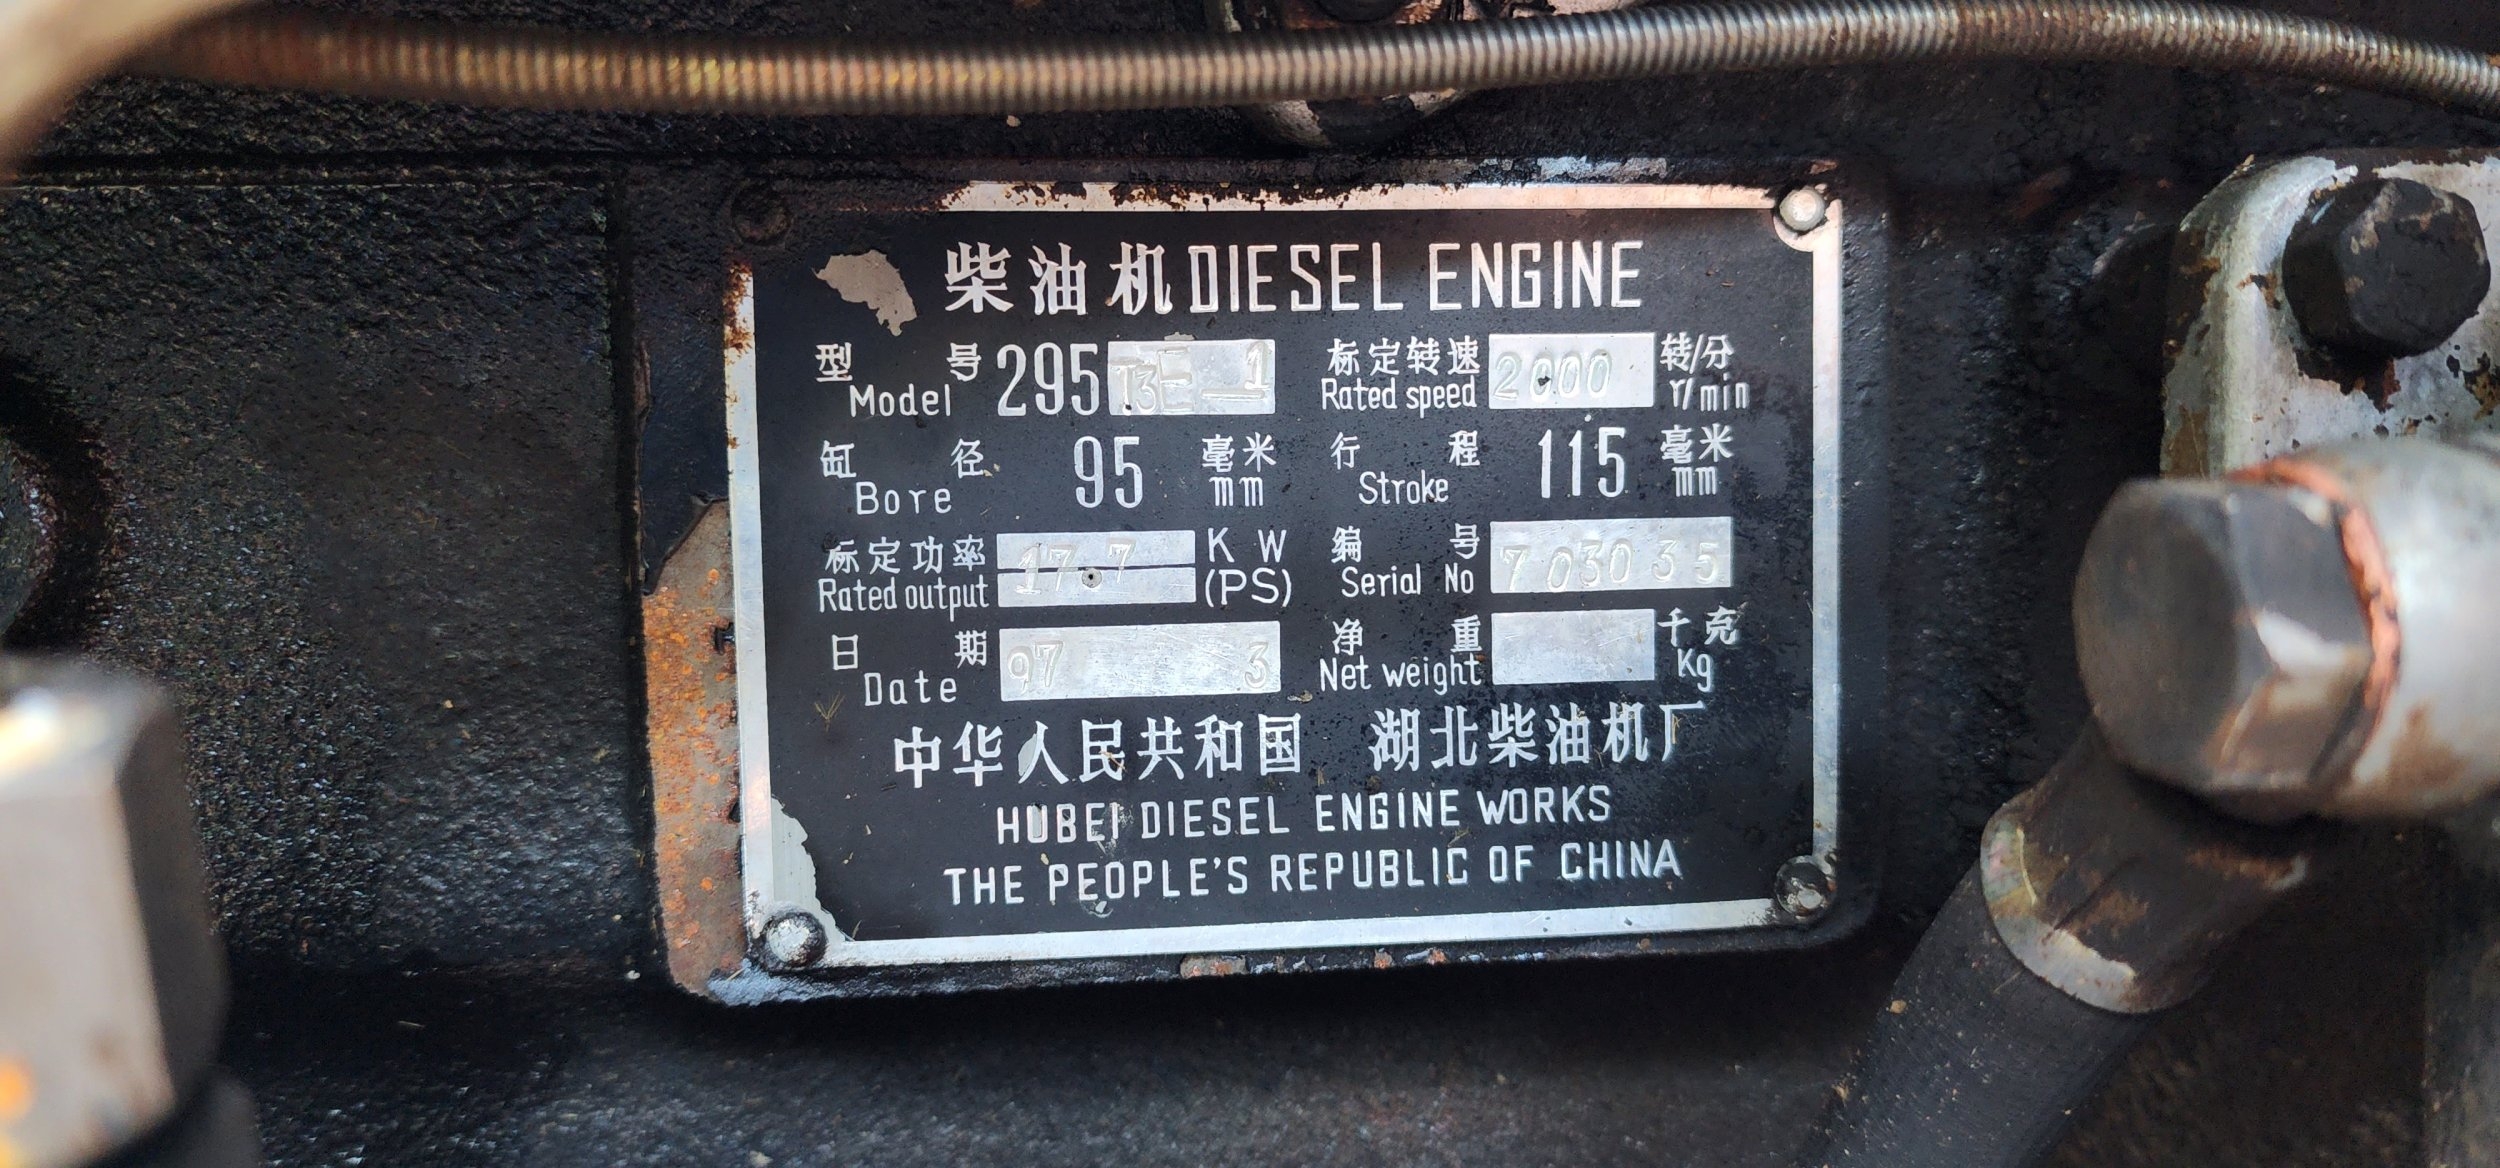 柴油机 DIESEL ENGINE
型号 Model 295T3E-1 标定转速 Rated speed 2000 转/分 r/min
缸径 Bore 95 毫米 mm 行程 Stroke 115 毫米 mm
标定功率 Rated output 17.7 KW (PS) 编号 Serial No 703035
日期 Date 97 3 净重 Net weight 千克 Kg
中华人民共和国 湖北柴油机厂
HUBEI DIESEL ENGINE WORKS
THE PEOPLE'S REPUBLIC OF CHINA